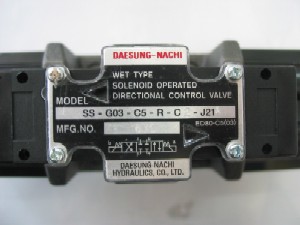 DAESUNG-NACHI
WET TYPE
SOLENOID OPERATED
DIRECTIONAL CONTROL VALVE
MODEL
SS - G03 - C5 - R - C - J21
MFG.NO.
DAESUNG-NACHI
HYDRAULICS, CO., LTD.